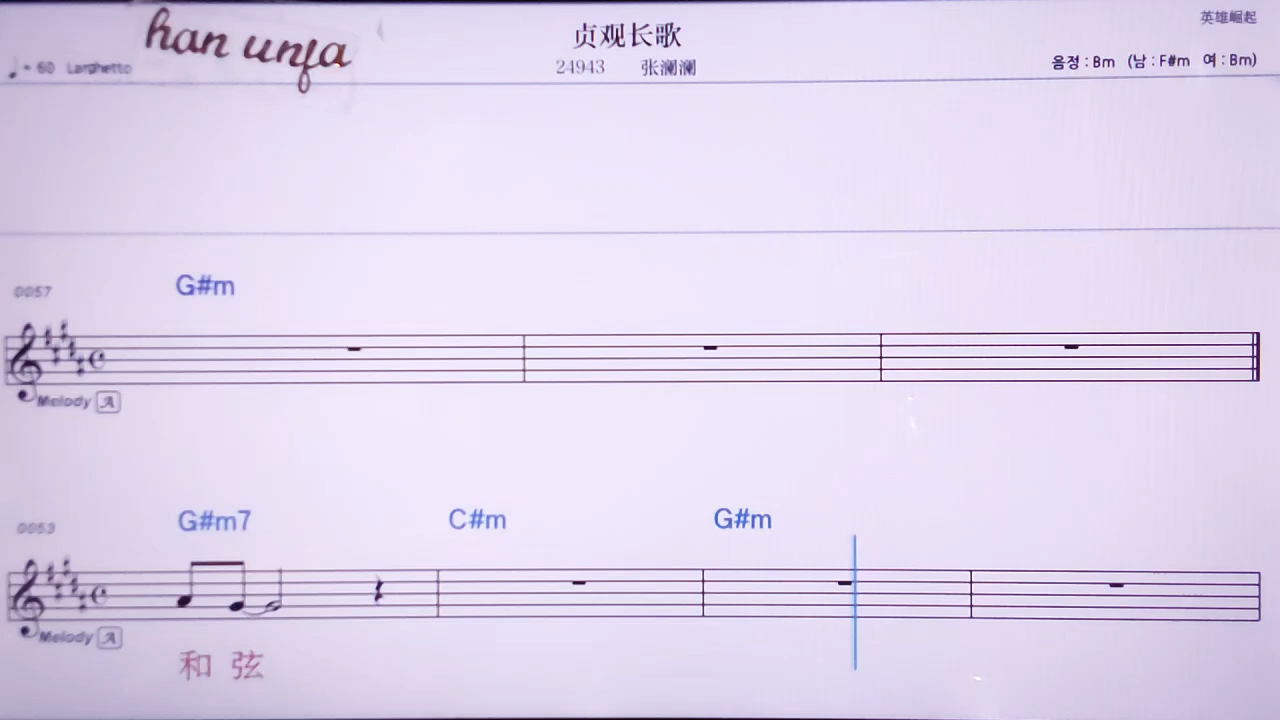 han unfa
贞观长歌
英雄崛起
♩= 60 Larghetto
24943 张澜澜
음정 : Bm (남 : F#m 여 : Bm)
0057
G#m
Melody A
0053
G#m7 C#m G#m
Melody A
和 弦